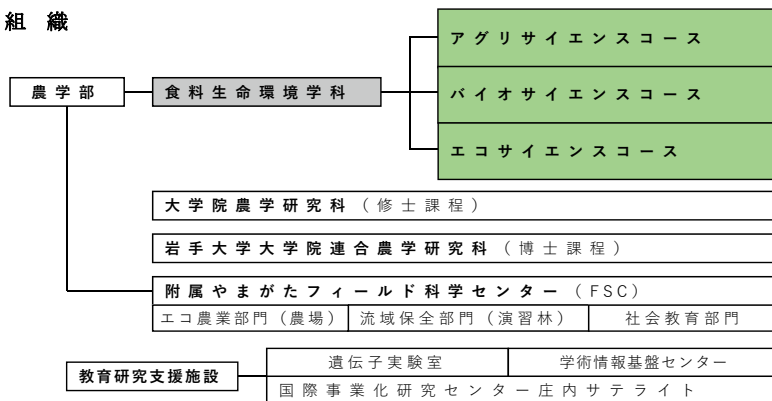 組織
アグリサイエンスコース
農学部
食料生命環境学科
バイオサイエンスコース
エコサイエンスコース
大学院農学研究科（修士課程）
岩手大学大学院連合農学研究科（博士課程）
附属やまがたフィールド科学センター（FSC）
エコ農業部門（農場） 流域保全部門（演習林） 社会教育部門
教育研究支援施設
遺伝子実験室 学術情報基盤センター
国際事業化研究センター庄内サテライト